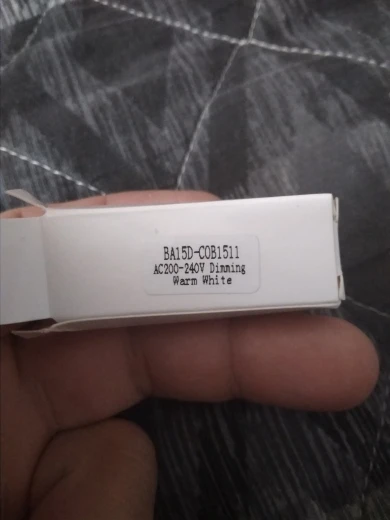 BA15D-COB1511
AC200-240V Dimming
Warm White